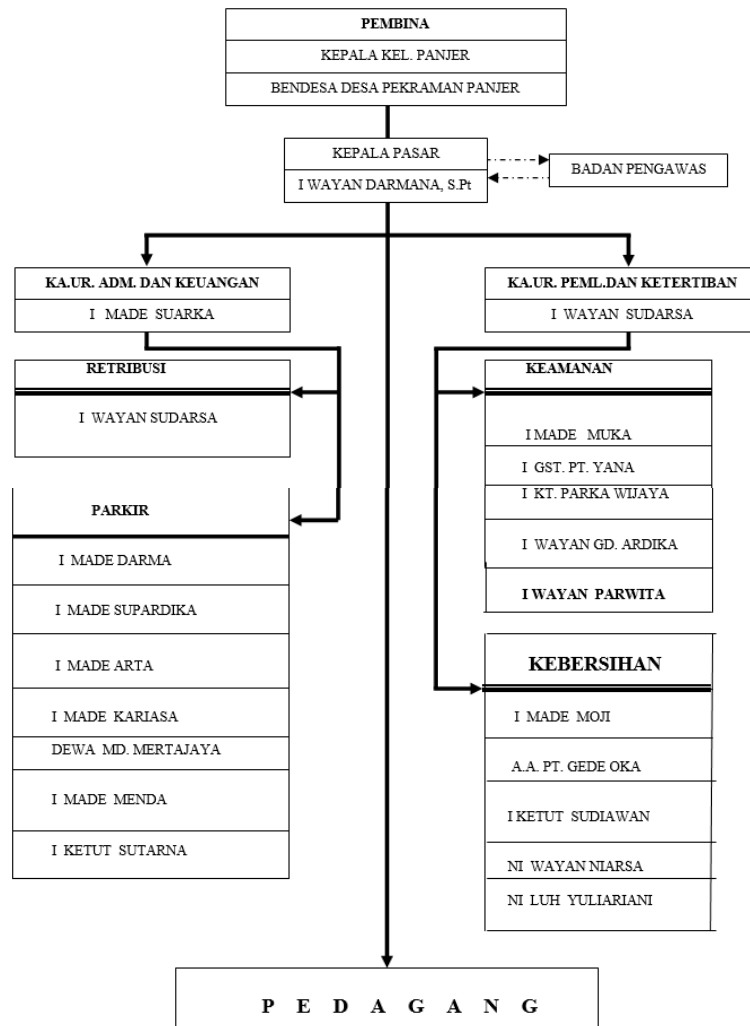 PEMBINA
KEPALA KEL. PANJER
BENDESA DESA PEKRAMAN PANJER
KEPALA PASAR
I WAYAN DARMANA, S.Pt
BADAN PENGAWAS
KA.UR. ADM. DAN KEUANGAN
I MADE SUARKA
RETRIBUSI
I WAYAN SUDARSA
PARKIR
I MADE DARMA
I MADE SUPARDIKA
I MADE ARTA
I MADE KARIASA
DEWA MD. MERTAJAYA
I MADE MENDA
I KETUT SUTARNA
KA.UR. PEML.DAN KETERTIBAN
I WAYAN SUDARSA
KEAMANAN
I MADE MUKA
I GST. PT. YANA
I KT. PARKA WIJAYA
I WAYAN GD. ARDIKA
I WAYAN PARWITA
KEBERSIHAN
I MADE MOJI
A.A. PT. GEDE OKA
I KETUT SUDIAWAN
NI WAYAN NIARSA
NI LUH YULIARIANI
P E D A G A N G